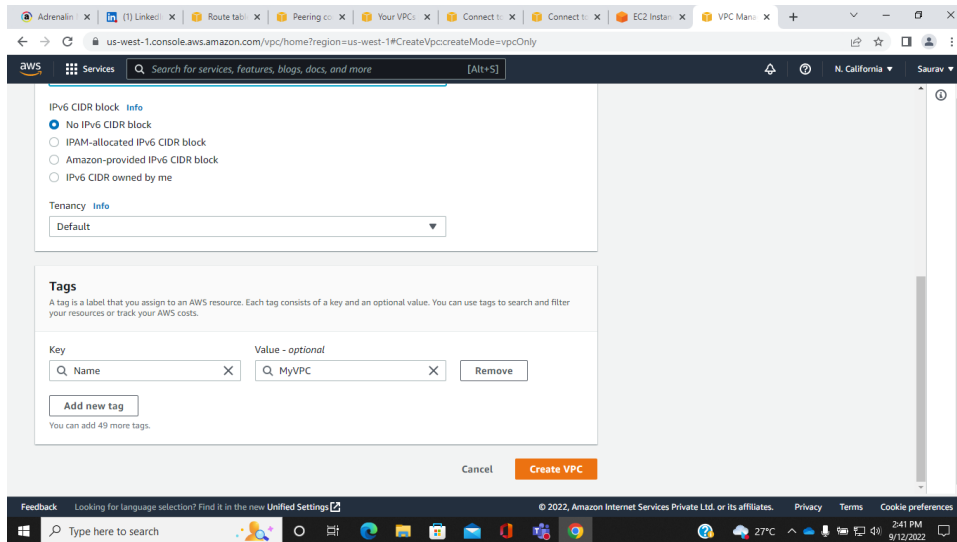 Adrenalin
(1) LinkedI
Route table
Peering co
Your VPCs
Connect to
Connect to
EC2 Instan
VPC Mana
us-west-1.console.aws.amazon.com/vpc/home?region=us-west-1#CreateVpc:createMode=vpcOnly
aws
Services
Search for services, features, blogs, docs, and more
[Alt+S]
N. California
Saurav
IPv6 CIDR block Info
No IPv6 CIDR block
IPAM-allocated IPv6 CIDR block
Amazon-provided IPv6 CIDR block
IPv6 CIDR owned by me
Tenancy Info
Default
Tags
A tag is a label that you assign to an AWS resource. Each tag consists of a key and an optional value. You can use tags to search and filter
your resources or track your AWS costs.
Key
Value - optional
Name
MyVPC
Remove
Add new tag
You can add 49 more tags.
Cancel
Create VPC
Feedback
Looking for language selection? Find it in the new Unified Settings
© 2022, Amazon Internet Services Private Ltd. or its affiliates.
Privacy
Terms
Cookie preferences
Type here to search
27°C
2:41 PM
9/12/2022